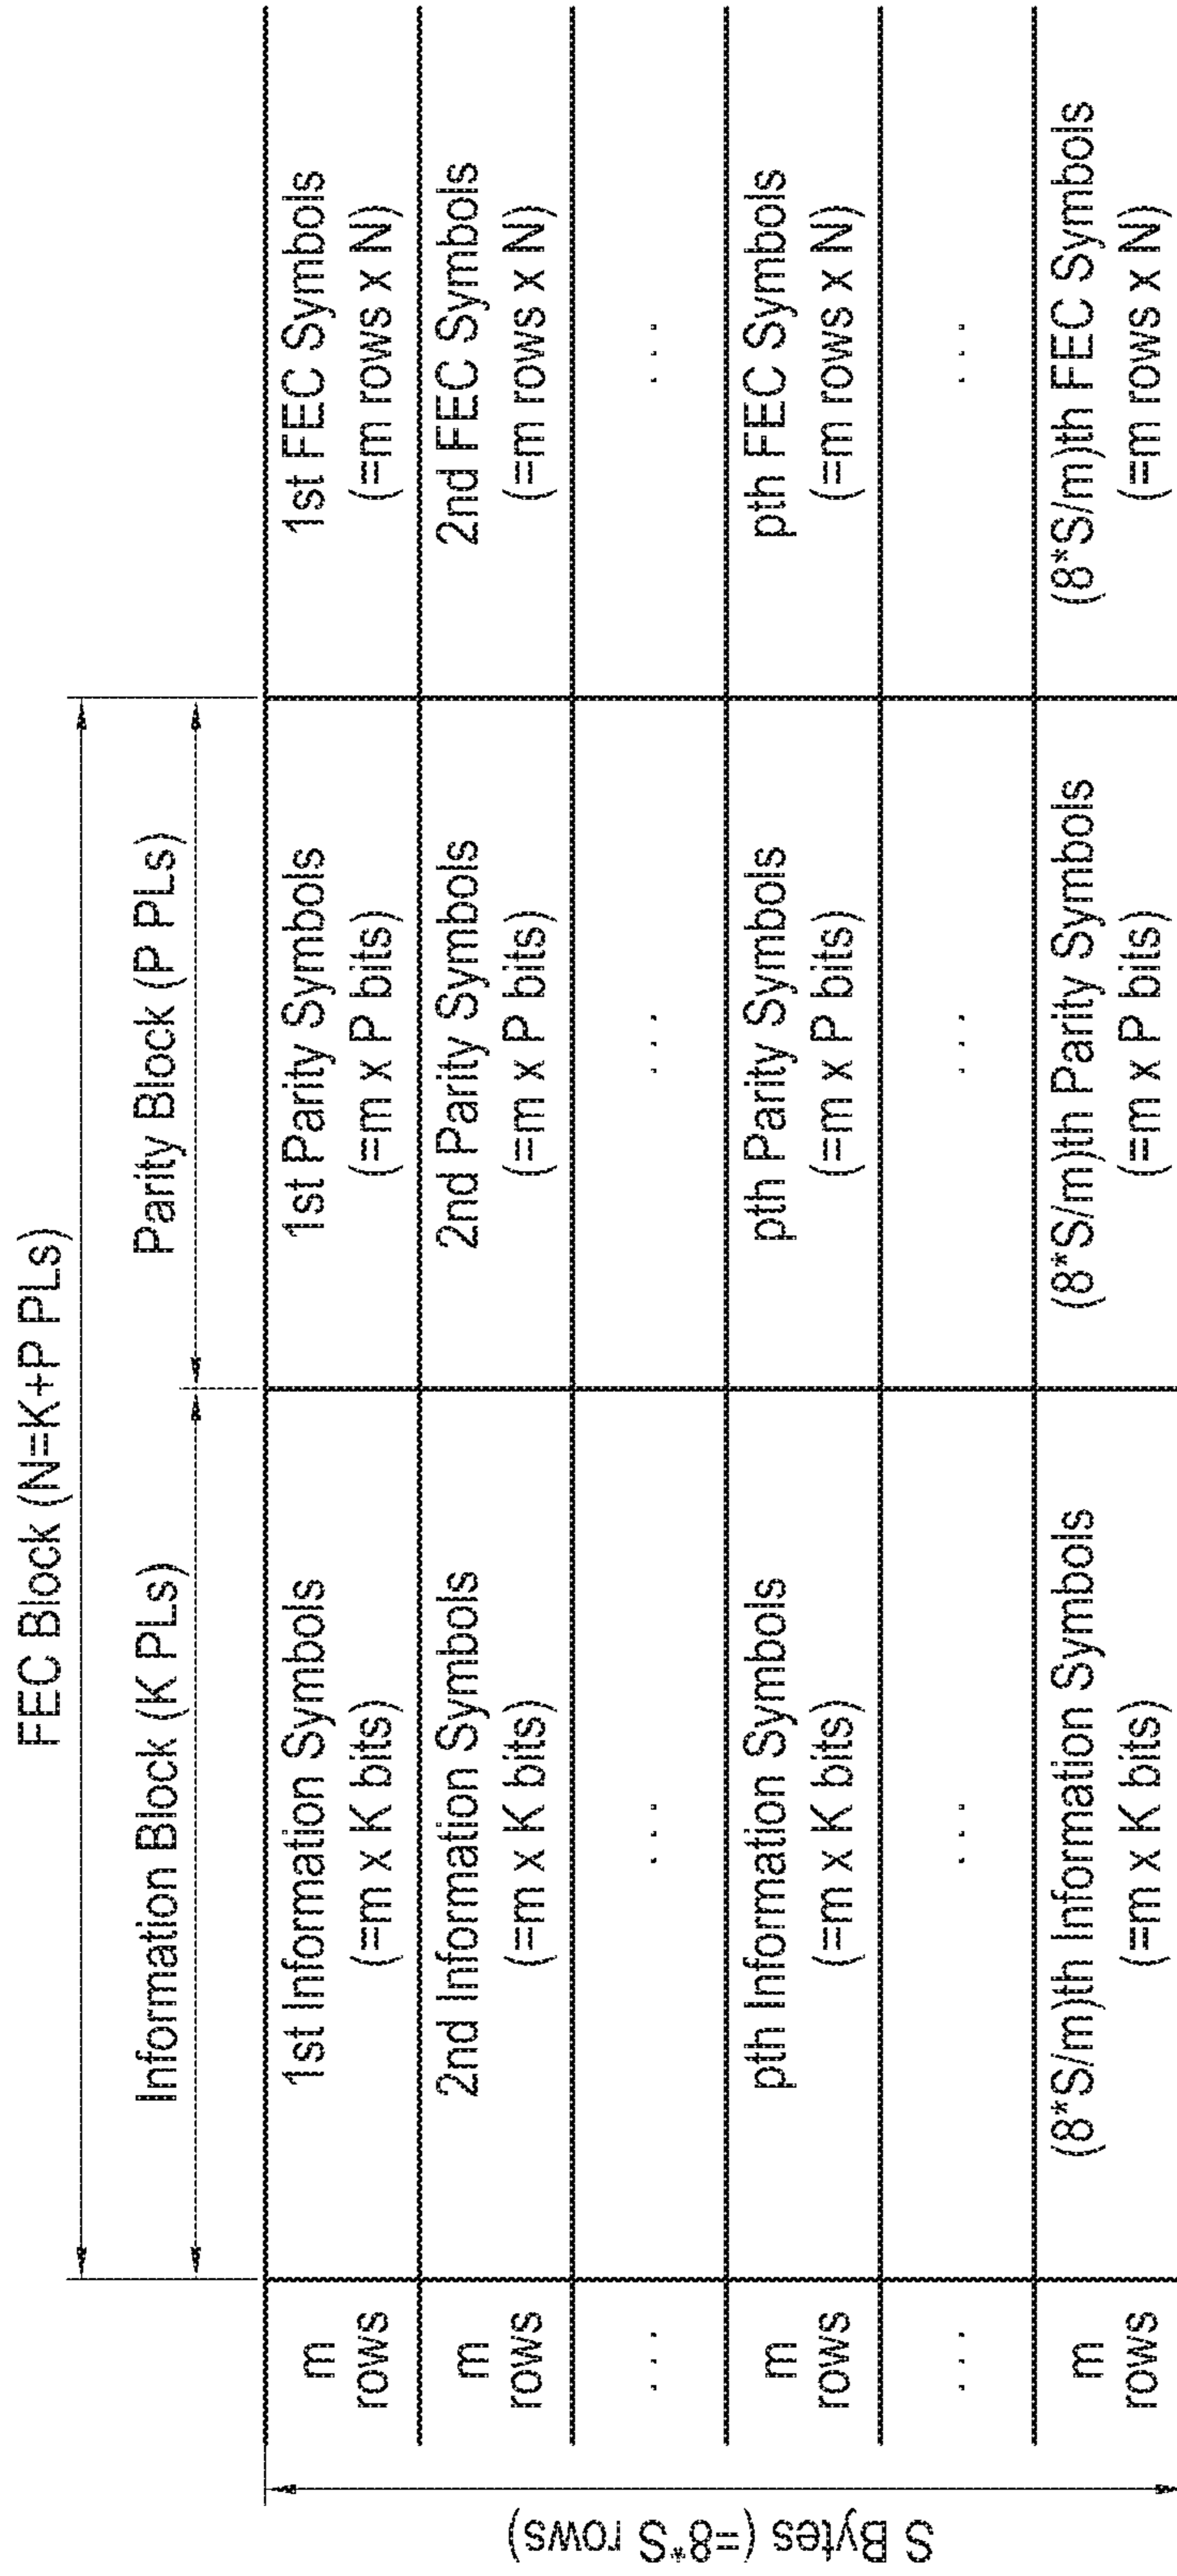 FEC Block (N=K+P PLs)
Information Block (K PLs)
Parity Block (P PLs)
S Bytes (=8*S rows)
m
rows
1st Information Symbols
(=m x K bits)
1st Parity Symbols
(=m x P bits)
1st FEC Symbols
(=m rows x N)
m
rows
2nd Information Symbols
(=m x K bits)
2nd Parity Symbols
(=m x P bits)
2nd FEC Symbols
(=m rows x N)
. . .
. . .
. . .
. . .
m
rows
pth Information Symbols
(=m x K bits)
pth Parity Symbols
(=m x P bits)
pth FEC Symbols
(=m rows x N)
. . .
. . .
. . .
. . .
m
rows
(8*S/m)th Information Symbols
(=m x K bits)
(8*S/m)th Parity Symbols
(=m x P bits)
(8*S/m)th FEC Symbols
(=m rows x N)